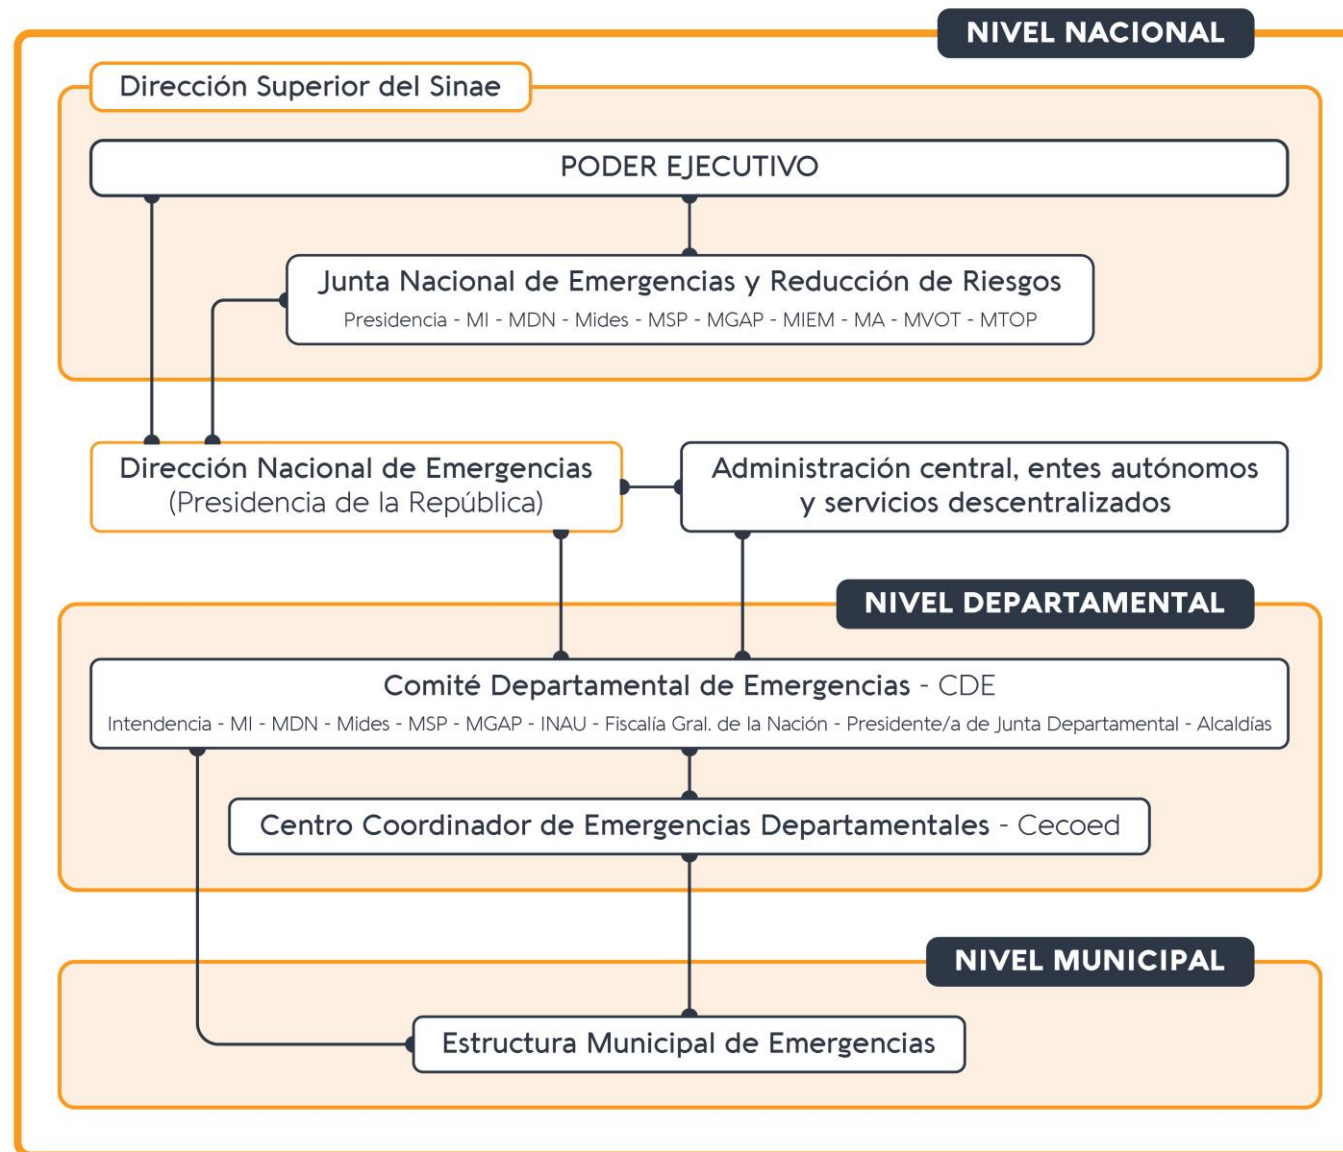 NIVEL NACIONAL
Dirección Superior del Sinae
PODER EJECUTIVO
Junta Nacional de Emergencias y Reducción de Riesgos
Presidencia - MI - MDN - Mides - MSP - MGAP - MIEM - MA - MVOT - MTOP
Dirección Nacional de Emergencias
(Presidencia de la República)
Administración central, entes autónomos
y servicios descentralizados
NIVEL DEPARTAMENTAL
Comité Departamental de Emergencias - CDE
Intendencia - MI - MDN - Mides - MSP - MGAP - INAU - Fiscalía Gral. de la Nación - Presidente/a de Junta Departamental - Alcaldías
Centro Coordinador de Emergencias Departamentales - Cecoed
NIVEL MUNICIPAL
Estructura Municipal de Emergencias